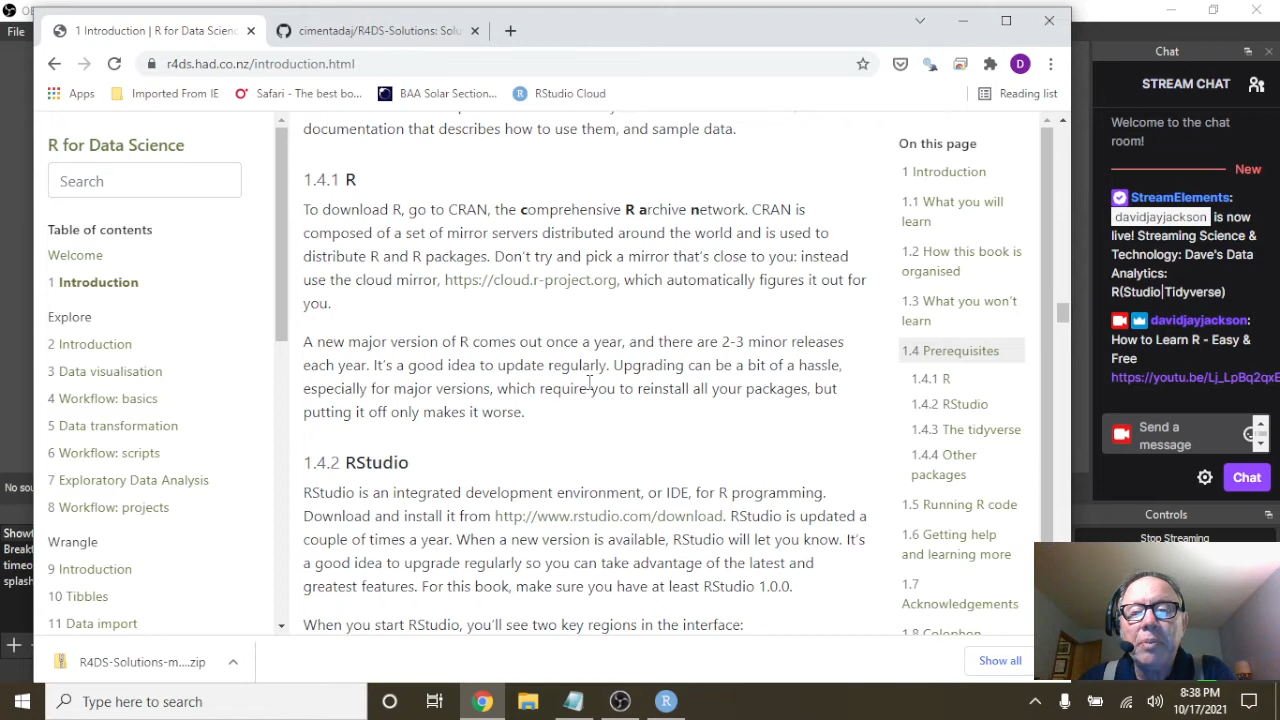 File
1 Introduction | R for Data Scienc
cimentadaj/R4DS-Solutions: Solu
r4ds.had.co.nz/introduction.html
D
Apps
Imported From IE
Safari - The best bo...
BAA Solar Section...
RStudio Cloud
Reading list
R for Data Science
Search
Table of contents
Welcome
1 Introduction
Explore
2 Introduction
3 Data visualisation
4 Workflow: basics
5 Data transformation
6 Workflow: scripts
7 Exploratory Data Analysis
8 Workflow: projects
Wrangle
9 Introduction
10 Tibbles
11 Data import
documentation that describes how to use them, and sample data.
1.4.1 R
To download R, go to CRAN, the comprehensive R archive network. CRAN is
composed of a set of mirror servers distributed around the world and is used to
distribute R and R packages. Don't try and pick a mirror that's close to you: instead
use the cloud mirror, https://cloud.r-project.org, which automatically figures it out for
you.
A new major version of R comes out once a year, and there are 2-3 minor releases
each year. It's a good idea to update regularly. Upgrading can be a bit of a hassle,
especially for major versions, which require you to reinstall all your packages, but
putting it off only makes it worse.
1.4.2 RStudio
RStudio is an integrated development environment, or IDE, for R programming.
Download and install it from http://www.rstudio.com/download. RStudio is updated a
couple of times a year. When a new version is available, RStudio will let you know. It's
a good idea to upgrade regularly so you can take advantage of the latest and
greatest features. For this book, make sure you have at least RStudio 1.0.0.
When you start RStudio, you'll see two key regions in the interface:
On this page
1 Introduction
1.1 What you will
learn
1.2 How this book is
organised
1.3 What you won't
learn
1.4 Prerequisites
1.4.1 R
1.4.2 RStudio
1.4.3 The tidyverse
1.4.4 Other
packages
1.5 Running R code
1.6 Getting help
and learning more
1.7
Acknowledgements
1.8 Colophon
Chat
STREAM CHAT
Welcome to the chat
room!
New
StreamElements:
davidjayjackson is now
live! Streaming Science &
Technology: Dave's Data
Analytics:
R(Studio|Tidyverse)
davidjayjackson:
How to Learn R - Easy &
Free
https://youtu.be/Lj_LpBq2qxE
Send a
message
Chat
Controls
Stop Streaming
No sou
Show!
Break
timeo
splash
R4DS-Solutions-m....zip
Show all
Type here to search
8:38 PM
10/17/2021